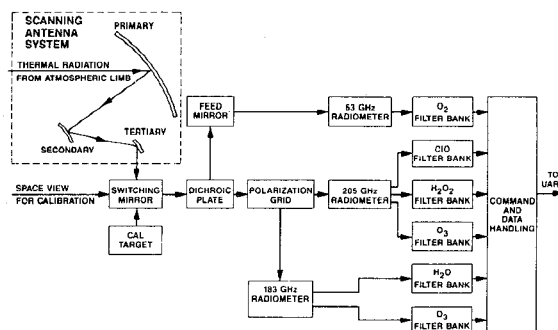 SCANNING
ANTENNA
SYSTEM
PRIMARY
THERMAL RADIATION
FROM ATMOSPHERIC LIMB
SECONDARY
TERTIARY
FEED
MIRROR
63 GHz
RADIOMETER
O2
FILTER BANK
ClO
FILTER BANK
SPACE VIEW
FOR CALIBRATION
SWITCHING
MIRROR
DICHROIC
PLATE
POLARIZATION
GRID
205 GHz
RADIOMETER
H2O2
FILTER BANK
COMMAND
AND
DATA
HANDLING
TO
UAR
CAL
TARGET
O3
FILTER BANK
183 GHz
RADIOMETER
H2O
FILTER BANK
O3
FILTER BANK